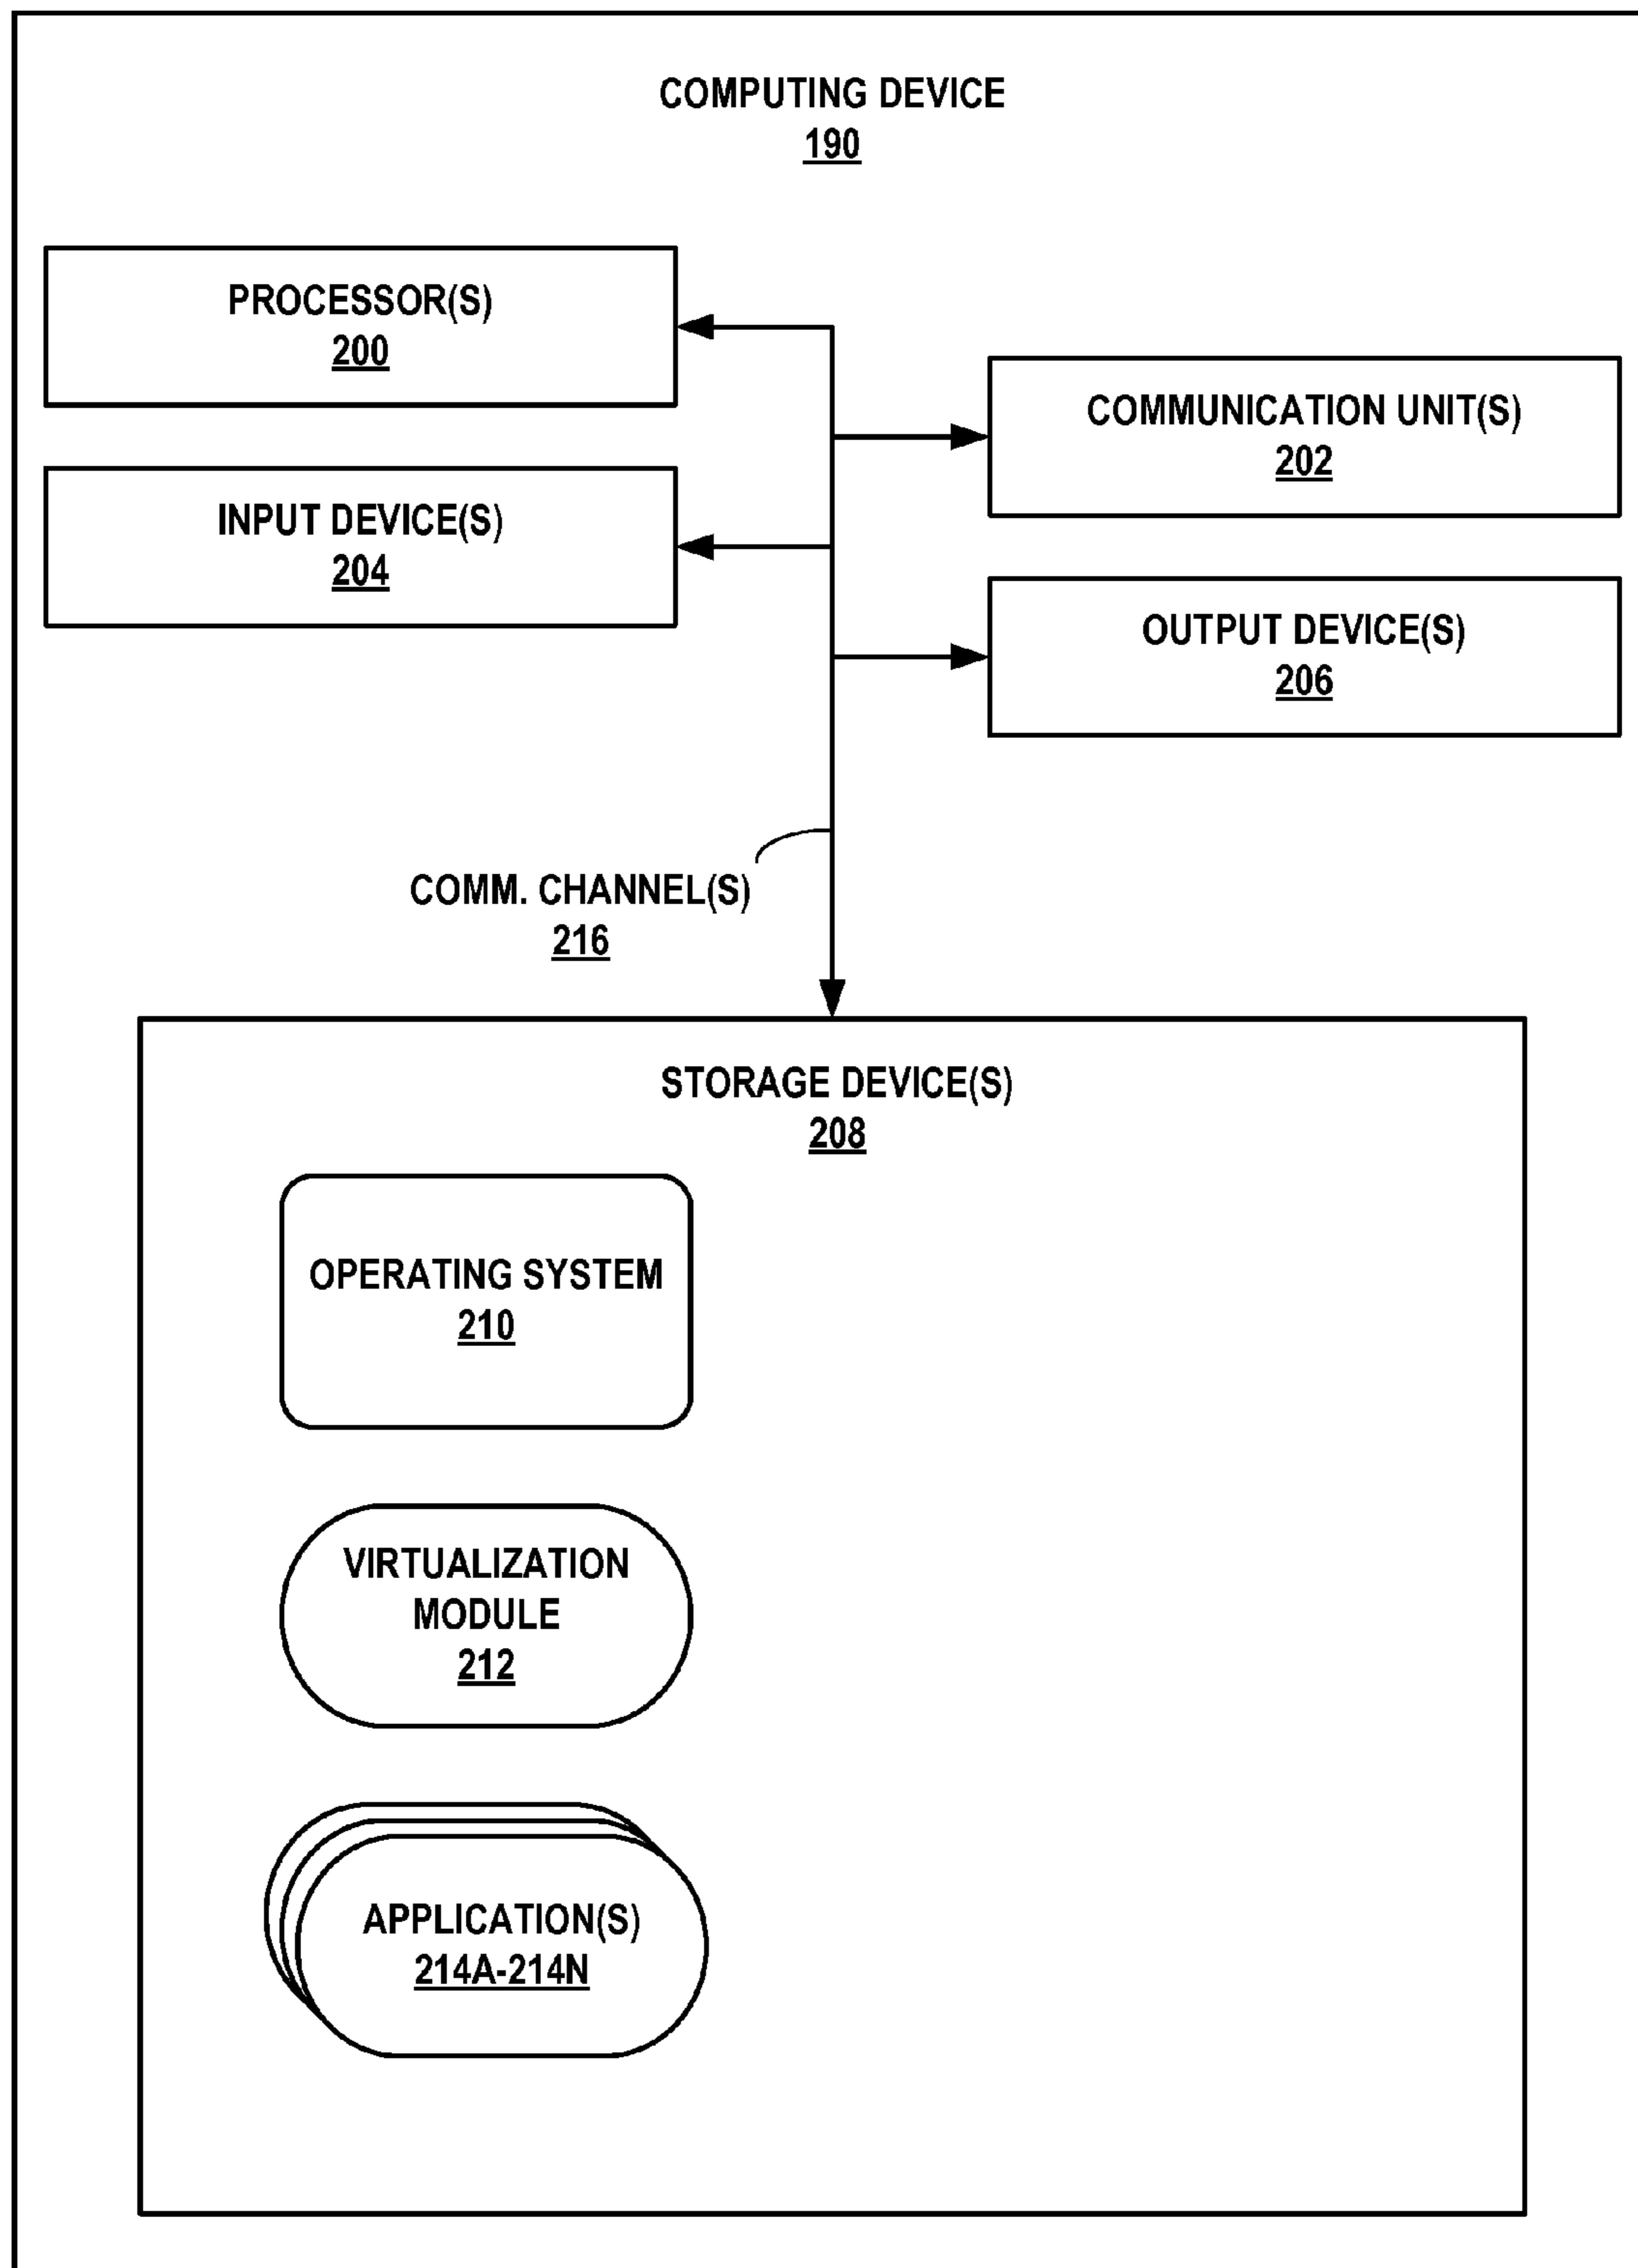 COMPUTING DEVICE
190
PROCESSOR(S)
200
COMMUNICATION UNIT(S)
202
INPUT DEVICE(S)
204
OUTPUT DEVICE(S)
206
COMM. CHANNEL(S)
216
STORAGE DEVICE(S)
208
OPERATING SYSTEM
210
VIRTUALIZATION
MODULE
212
APPLICATION(S)
214A-214N